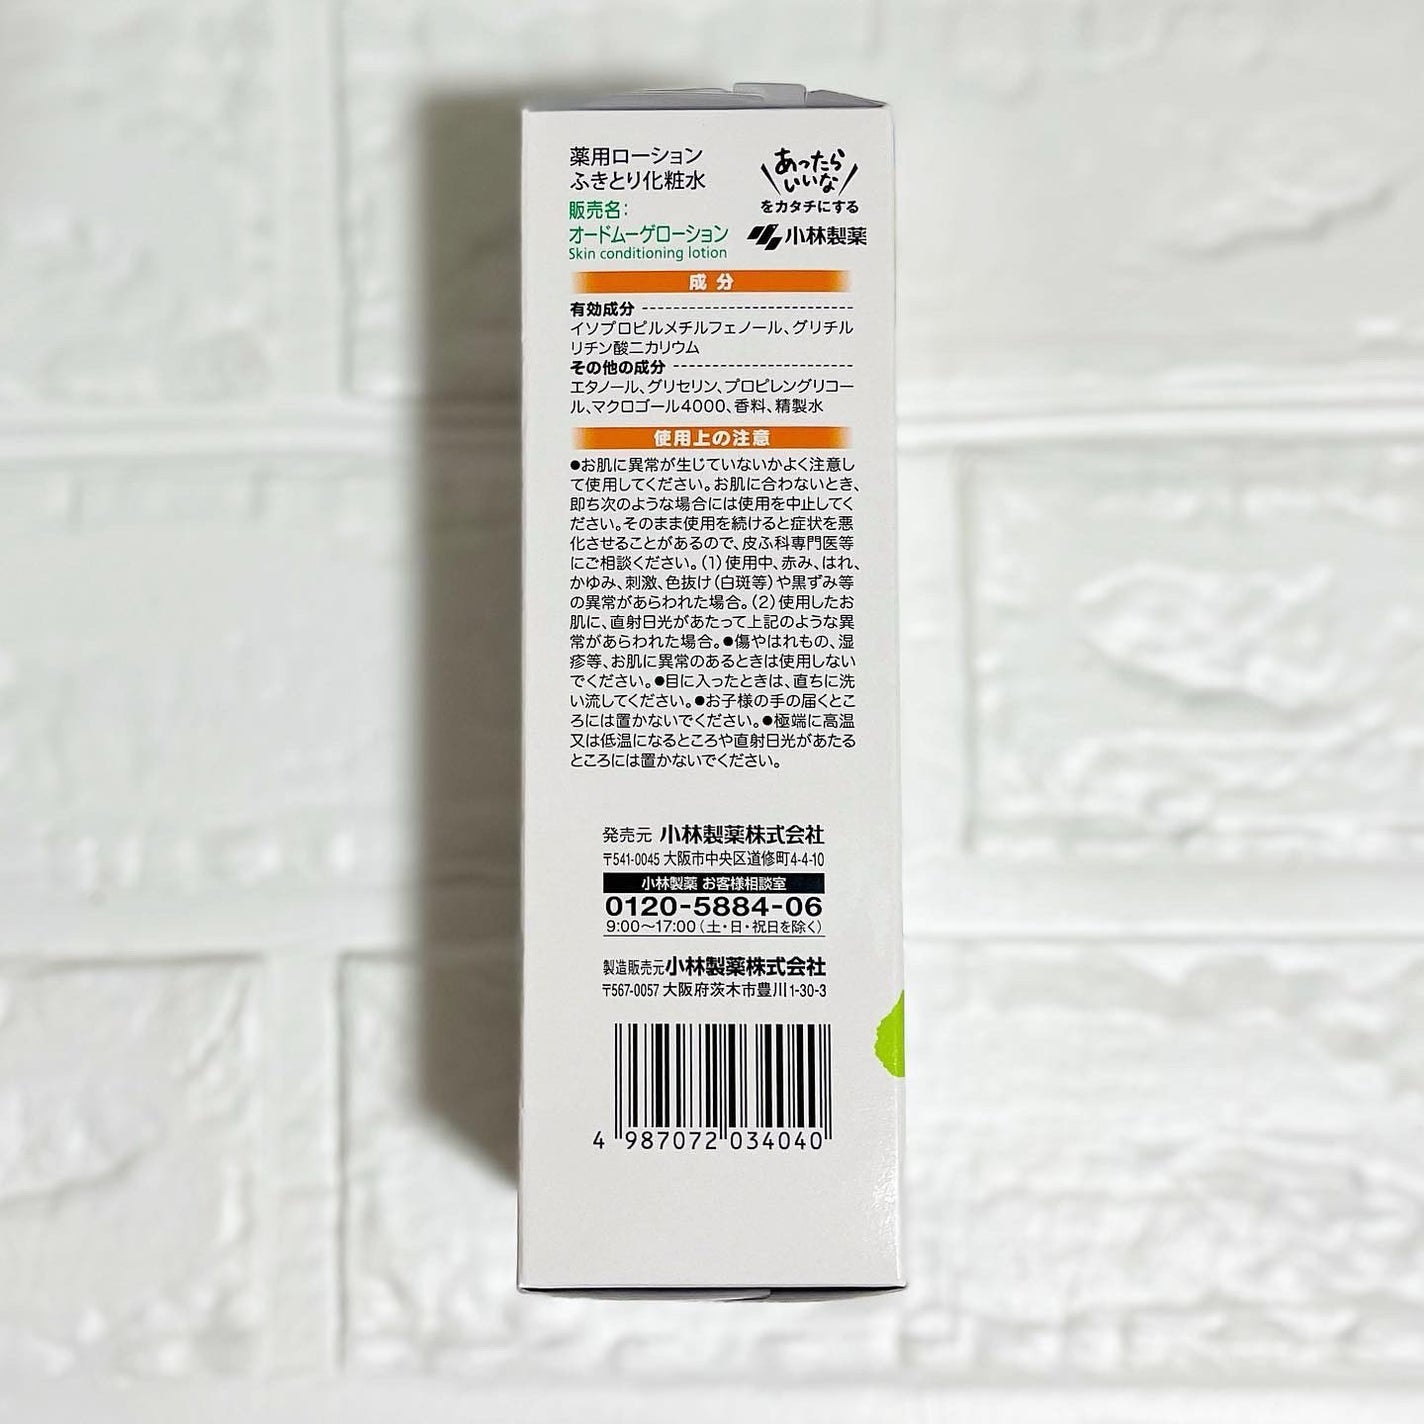 薬用ローション
ふきとり化粧水
販売名:
オードムーゲローション
Skin conditioning lotion
あったら
いいな
をカタチにする
小林製薬
成分
有効成分
イソプロピルメチルフェノール、グリチル
リチン酸二カリウム
その他の成分
エタノール、グリセリン、プロピレングリコー
ル、マクロゴール4000、香料、精製水
使用上の注意
●お肌に異常が生じていないかよく注意し
て使用してください。お肌に合わないとき、
即ち次のような場合には使用を中止してく
ださい。そのまま使用を続けると症状を悪
化させることがあるので、皮ふ科専門医等
にご相談ください。(1)使用中、赤み、はれ、
かゆみ、刺激、色抜け(白斑等)や黒ずみ等
の異常があらわれた場合。(2)使用したお
肌に、直射日光があたって上記のような異
常があらわれた場合。●傷やはれもの、湿
疹等、お肌に異常のあるときは使用しない
でください。●目に入ったときは、直ちに洗
い流してください。●お子様の手の届くとこ
ろには置かないでください。●極端に高温
又は低温になるところや直射日光があたる
ところには置かないでください。
発売元 小林製薬株式会社
〒541-0045 大阪市中央区道修町4-4-10
小林製薬 お客様相談室
0120-5884-06
9:00〜17:00(土・日・祝日を除く)
製造販売元小林製薬株式会社
〒567-0057 大阪府茨木市豊川1-30-3
4 987072 034040